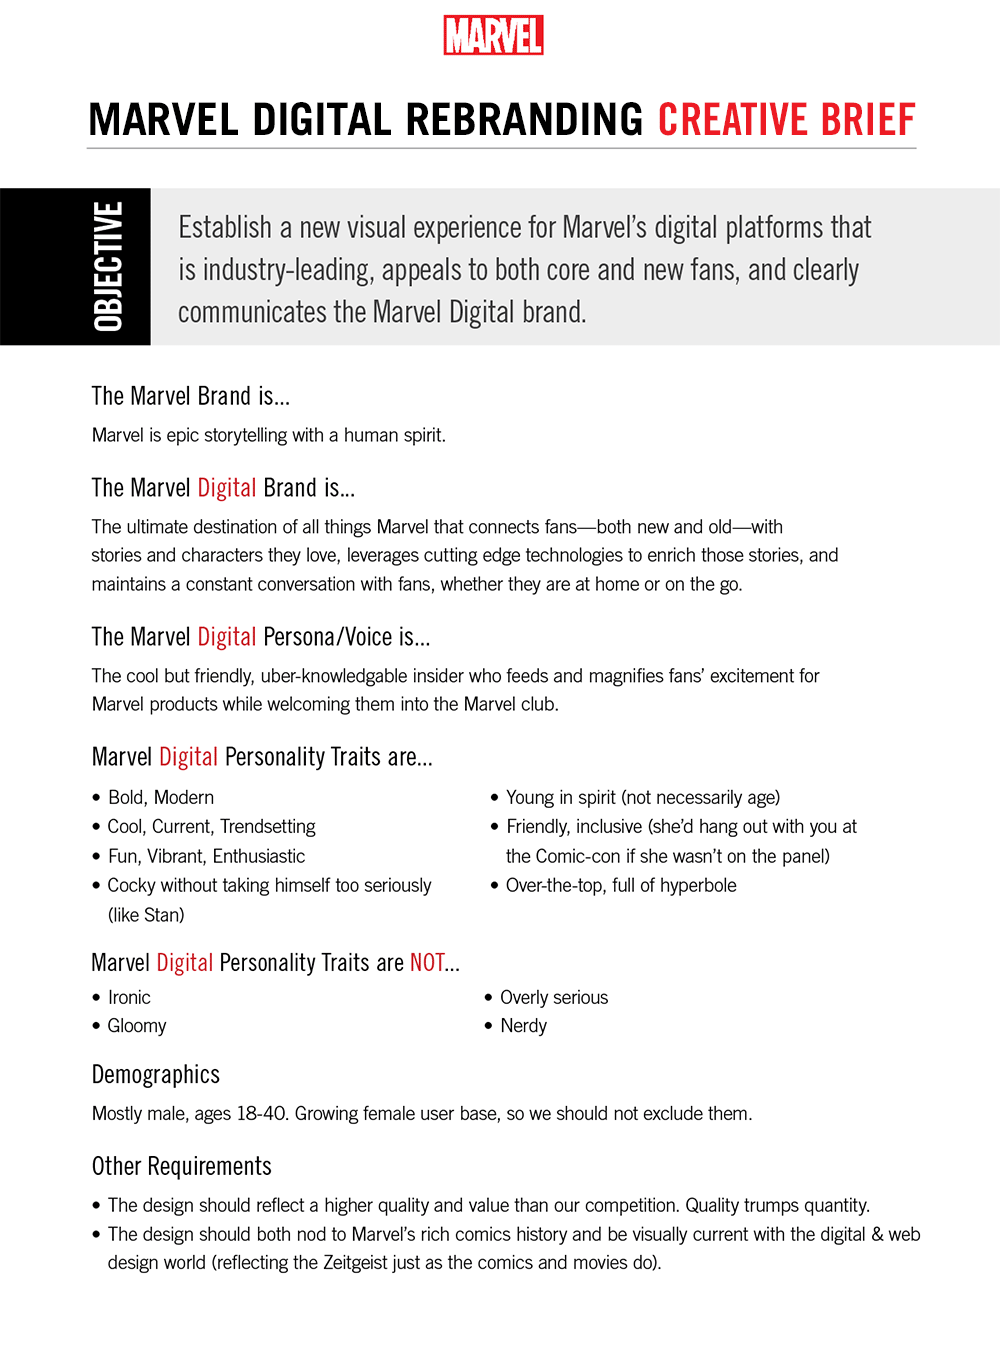 MARVEL
MARVEL DIGITAL REBRANDING CREATIVE BRIEF
OBJECTIVE
Establish a new visual experience for Marvel's digital platforms that
is industry-leading, appeals to both core and new fans, and clearly
communicates the Marvel Digital brand.
The Marvel Brand is...
Marvel is epic storytelling with a human spirit.
The Marvel Digital Brand is...
The ultimate destination of all things Marvel that connects fans—both new and old—with
stories and characters they love, leverages cutting edge technologies to enrich those stories, and
maintains a constant conversation with fans, whether they are at home or on the go.
The Marvel Digital Persona/Voice is...
The cool but friendly, uber-knowledgable insider who feeds and magnifies fans' excitement for
Marvel products while welcoming them into the Marvel club.
Marvel Digital Personality Traits are...
• Bold, Modern
• Cool, Current, Trendsetting
• Fun, Vibrant, Enthusiastic
• Cocky without taking himself too seriously
(like Stan)
• Young in spirit (not necessarily age)
• Friendly, inclusive (she'd hang out with you at
the Comic-con if she wasn't on the panel)
• Over-the-top, full of hyperbole
Marvel Digital Personality Traits are NOT...
• Ironic
• Gloomy
• Overly serious
• Nerdy
Demographics
Mostly male, ages 18-40. Growing female user base, so we should not exclude them.
Other Requirements
• The design should reflect a higher quality and value than our competition. Quality trumps quantity.
• The design should both nod to Marvel's rich comics history and be visually current with the digital & web
design world (reflecting the Zeitgeist just as the comics and movies do).